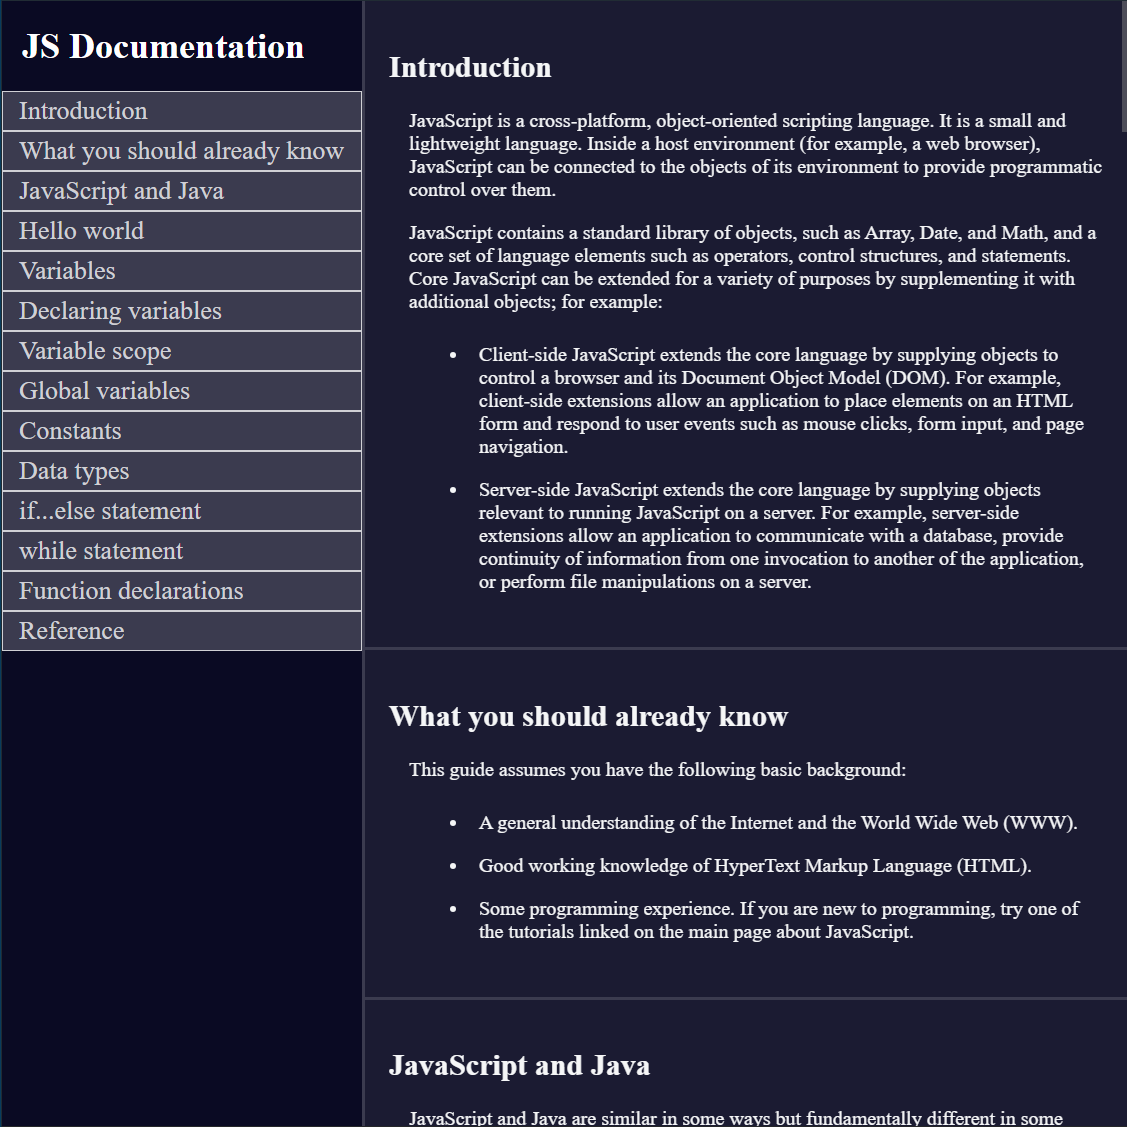 JS Documentation
Introduction
What you should already know
JavaScript and Java
Hello world
Variables
Declaring variables
Variable scope
Global variables
Constants
Data types
if...else statement
while statement
Function declarations
Reference
Introduction
JavaScript is a cross-platform, object-oriented scripting language. It is a small and
lightweight language. Inside a host environment (for example, a web browser),
JavaScript can be connected to the objects of its environment to provide programmatic
control over them.
JavaScript contains a standard library of objects, such as Array, Date, and Math, and a
core set of language elements such as operators, control structures, and statements.
Core JavaScript can be extended for a variety of purposes by supplementing it with
additional objects; for example:
• Client-side JavaScript extends the core language by supplying objects to
control a browser and its Document Object Model (DOM). For example,
client-side extensions allow an application to place elements on an HTML
form and respond to user events such as mouse clicks, form input, and page
navigation.
• Server-side JavaScript extends the core language by supplying objects
relevant to running JavaScript on a server. For example, server-side
extensions allow an application to communicate with a database, provide
continuity of information from one invocation to another of the application,
or perform file manipulations on a server.
What you should already know
This guide assumes you have the following basic background:
• A general understanding of the Internet and the World Wide Web (WWW).
• Good working knowledge of HyperText Markup Language (HTML).
• Some programming experience. If you are new to programming, try one of
the tutorials linked on the main page about JavaScript.
JavaScript and Java
JavaScript and Java are similar in some ways but fundamentally different in some